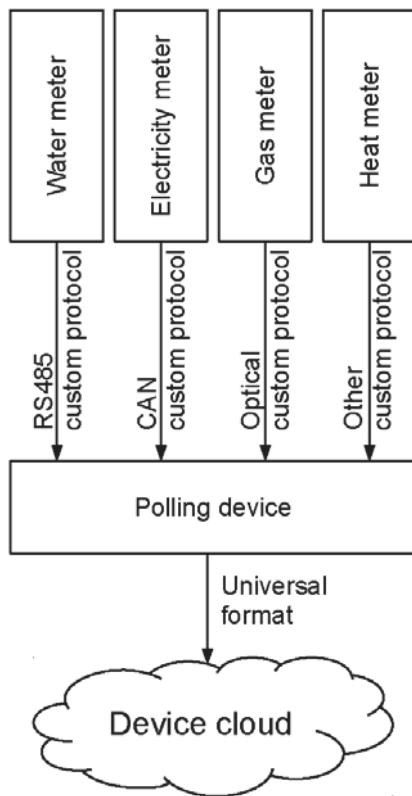 Water meter
Electricity meter
Gas meter
Heat meter
RS485
custom protocol
CAN
custom protocol
Optical
custom protocol
Other
custom protocol
Polling device
Universal
format
Device cloud